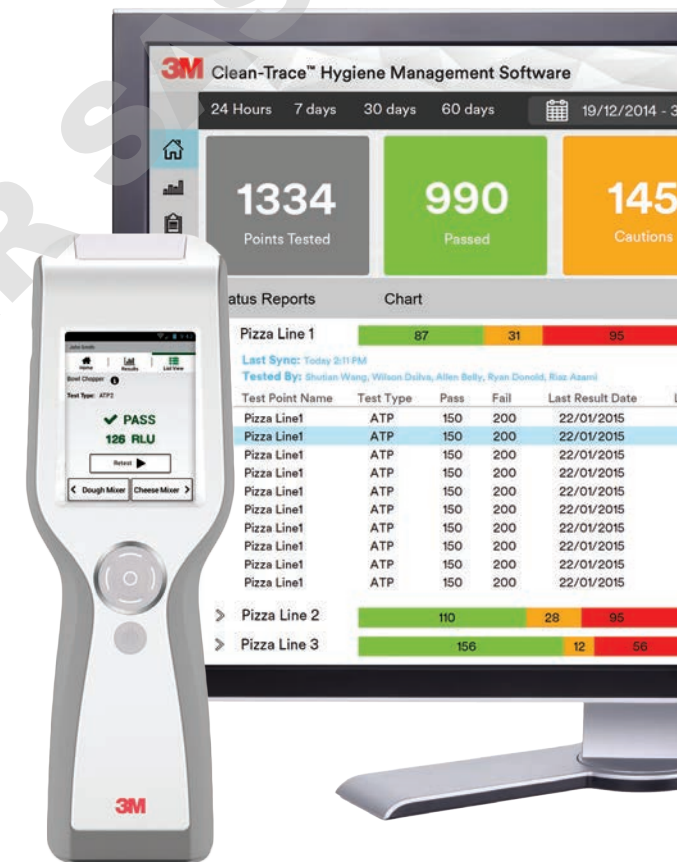 3M Clean-Trace™ Hygiene Management Software
24 Hours 7 days 30 days 60 days 19/12/2014 - 3
1334 990 145
Points Tested Passed Cautions
atus Reports Chart
Pizza Line 1 87 31 95
Last Sync: Today 2:11 PM
Tested By: Shutian Wang, Wilson Dsilva, Allen Belly, Ryan Donold, Riaz Azami
Test Point Name Test Type Pass Fail Last Result Date L
Pizza Line1 ATP 150 200 22/01/2015
Pizza Line1 ATP 150 200 22/01/2015
Pizza Line1 ATP 150 200 22/01/2015
Pizza Line1 ATP 150 200 22/01/2015
Pizza Line1 ATP 150 200 22/01/2015
Pizza Line1 ATP 150 200 22/01/2015
Pizza Line1 ATP 150 200 22/01/2015
Pizza Line1 ATP 150 200 22/01/2015
Pizza Line1 ATP 150 200 22/01/2015
Pizza Line1 ATP 150 200 22/01/2015
Pizza Line 2 110 28 95
Pizza Line 3 156 12 56
Home Results List View
Bowl Chopper
Test Type: ATP2
PASS
126 RLU
Retest
Dough Mixer Cheese Mixer
3M
R SA